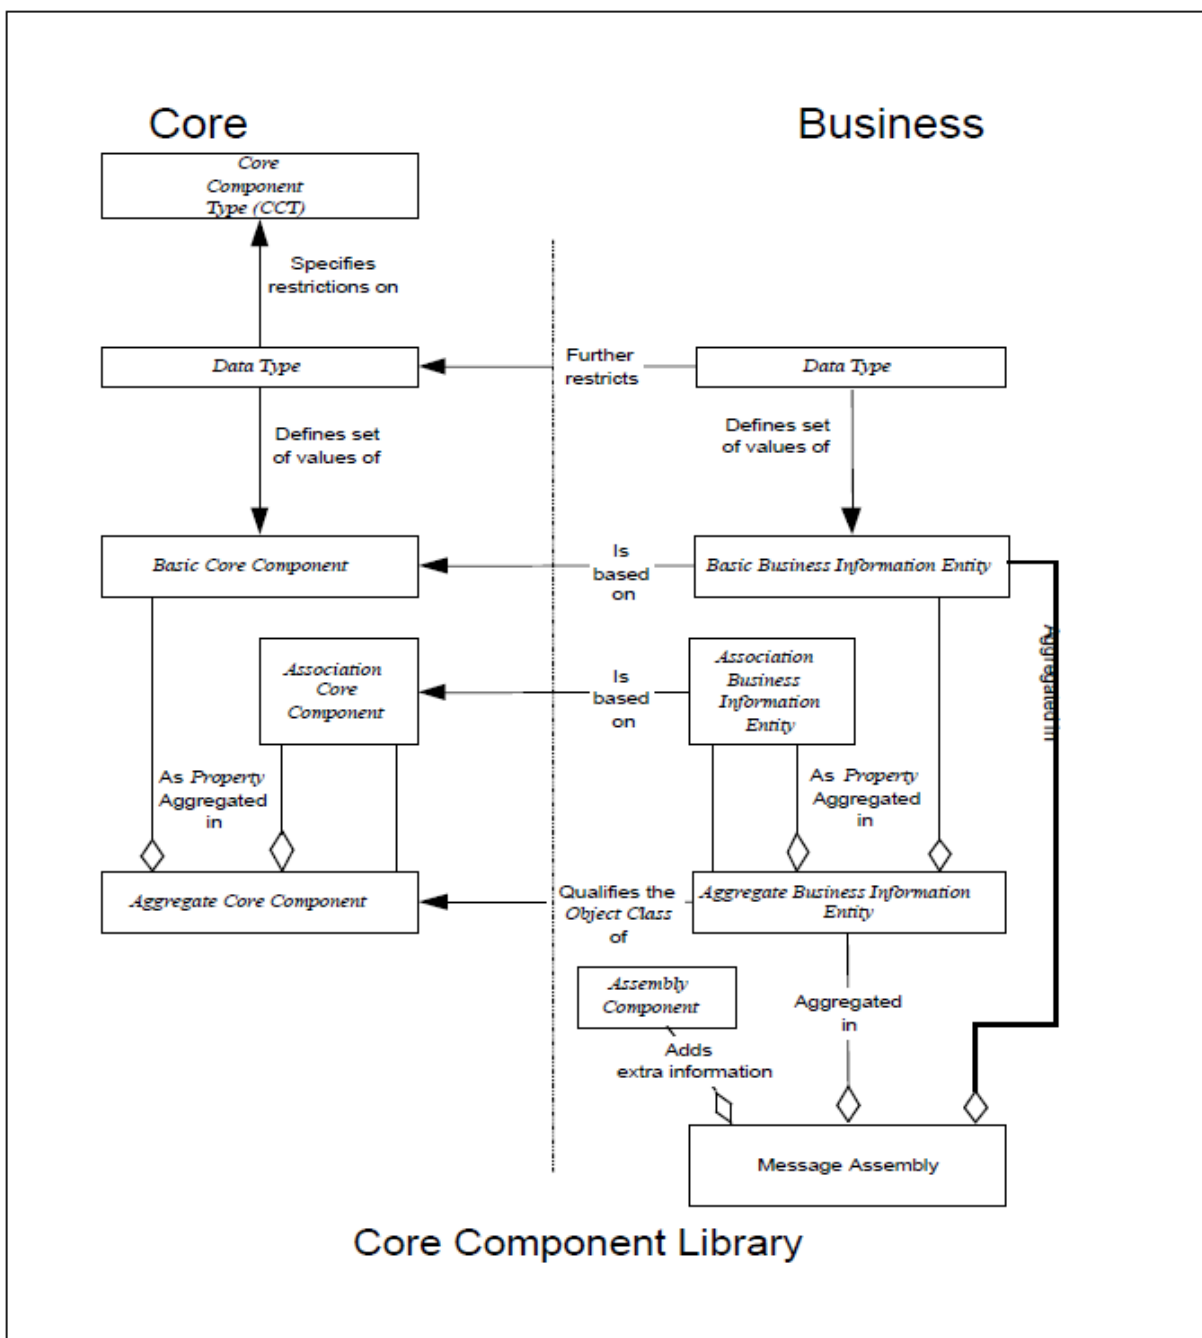 Core
Business
Core
Component
Type (CCT)
Specifies
restrictions on
Data Type
Further
restricts
Data Type
Defines set
of values of
Defines set
of values of
Basic Core Component
Is
based
on
Basic Business Information Entity
Aggregated in
Association
Core
Component
Is
based
on
Association
Business
Information
Entity
As Property
Aggregated
in
As Property
Aggregated
in
Aggregate Core Component
Qualifies the
Object Class
of
Aggregate Business Information
Entity
Assembly
Component
Aggregated
in
Adds
extra information
Message Assembly
Core Component Library